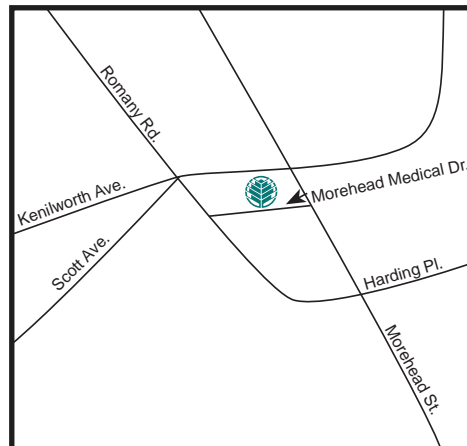 Romany Rd.
Kenilworth Ave.
Morehead Medical Dr.
Scott Ave.
Harding Pl.
Morehead St.